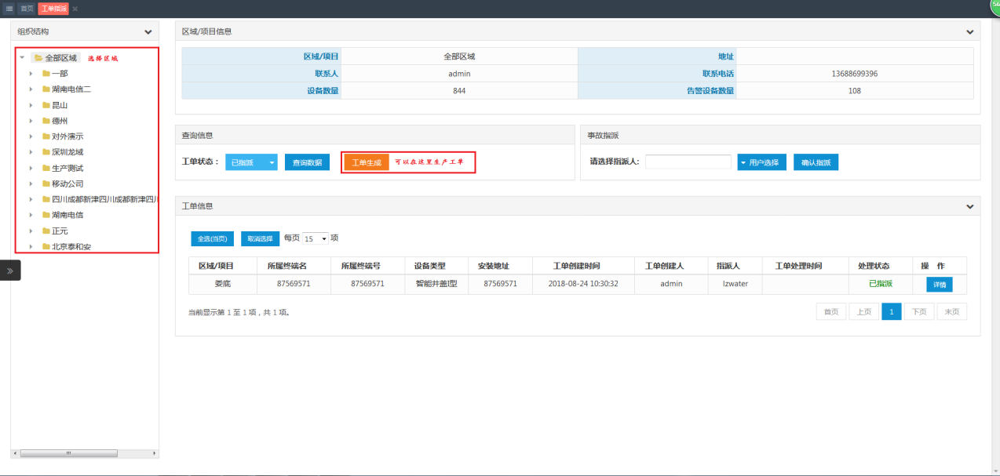 首页 工单指派
56
组织结构
全部区域 选择区域
一部
湖南电信二
昆山
德州
对外演示
深圳龙城
生产测试
移动公司
四川成都新津四川成都新津四川
湖南电信
正元
北京泰和安
区域/项目信息
区域/项目 全部区域 地址
联系人 admin 联系电话 13688699396
设备数量 844 告警设备数量 108
查询信息
工单状态： 已指派 查询数据 工单生成 可以在这里生产工单
事故指派
请选择指派人: 用户选择 确认指派
工单信息
全选(当页) 取消选择 每页 15 项
区域/项目 所属终端名 所属终端号 设备类型 安装地址 工单创建时间 工单创建人 指派人 工单处理时间 处理状态 操 作
娄底 87569571 87569571 智能井盖I型 87569571 2018-08-24 10:30:32 admin lzwater 已指派 详情
当前显示第 1 至 1 项，共 1 项。
首页 上页 1 下页 末页